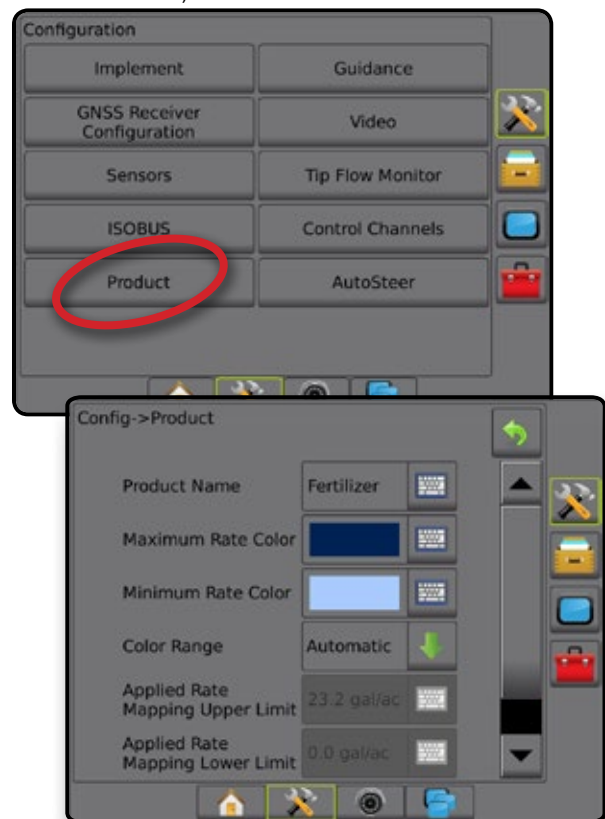 Configuration
Implement
Guidance
GNSS Receiver
Configuration
Video
Sensors
Tip Flow Monitor
ISOBUS
Control Channels
Product
AutoSteer
Config->Product
Product Name
Fertilizer
Maximum Rate Color
Minimum Rate Color
Color Range
Automatic
Applied Rate
Mapping Upper Limit
23.2 gal/ac
Applied Rate
Mapping Lower Limit
0.0 gal/ac